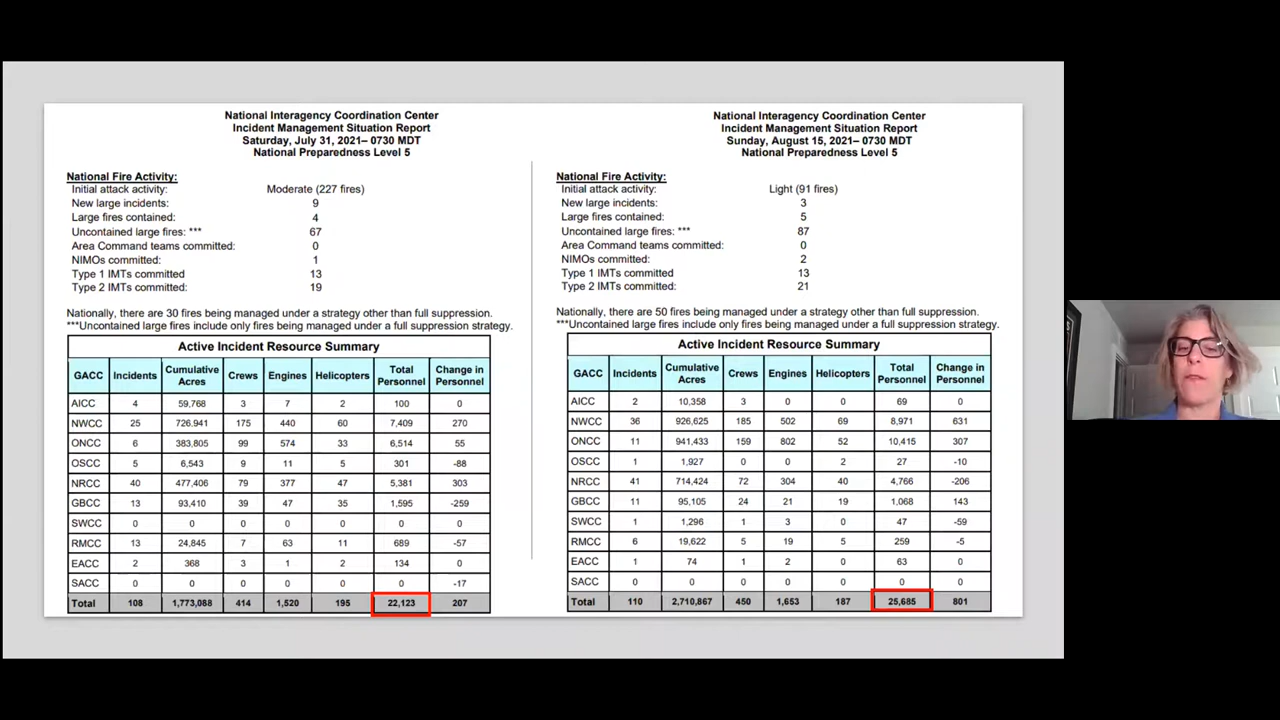 National Interagency Coordination Center
Incident Management Situation Report
Saturday, July 31, 2021– 0730 MDT
National Preparedness Level 5
National Fire Activity:
Initial attack activity: Moderate (227 fires)
New large incidents: 9
Large fires contained: 4
Uncontained large fires: *** 67
Area Command teams committed: 0
NIMOs committed: 1
Type 1 IMTs committed 13
Type 2 IMTs committed: 19
Nationally, there are 30 fires being managed under a strategy other than full suppression.
***Uncontained large fires include only fires being managed under a full suppression strategy.
Active Incident Resource Summary
GACC Incidents Cumulative Acres Crews Engines Helicopters Total Personnel Change in Personnel
AICC 4 59,768 3 7 2 100 0
NWCC 25 726,941 175 440 60 7,409 270
ONCC 6 383,805 99 574 33 6,514 55
OSCC 5 6,543 9 11 5 301 -88
NRCC 40 477,406 79 377 47 5,381 303
GBCC 13 93,410 39 47 35 1,595 -259
SWCC 0 0 0 0 0 0 0
RMCC 13 24,845 7 63 11 689 -57
EACC 2 368 3 1 2 134 0
SACC 0 0 0 0 0 0 -17
Total 108 1,773,088 414 1,520 195 22,123 207
National Interagency Coordination Center
Incident Management Situation Report
Sunday, August 15, 2021– 0730 MDT
National Preparedness Level 5
National Fire Activity:
Initial attack activity: Light (91 fires)
New large incidents: 3
Large fires contained: 5
Uncontained large fires: *** 87
Area Command teams committed: 0
NIMOs committed: 2
Type 1 IMTs committed 13
Type 2 IMTs committed: 21
Nationally, there are 50 fires being managed under a strategy other than full suppression.
***Uncontained large fires include only fires being managed under a full suppression strategy.
Active Incident Resource Summary
GACC Incidents Cumulative Acres Crews Engines Helicopters Total Personnel Change in Personnel
AICC 2 10,358 3 0 0 69 0
NWCC 36 926,625 185 502 69 8,971 631
ONCC 11 941,433 159 802 52 10,415 307
OSCC 1 1,927 0 0 2 27 -10
NRCC 41 714,424 72 304 40 4,766 -206
GBCC 11 95,105 24 21 19 1,068 143
SWCC 1 1,296 1 3 0 47 -59
RMCC 6 19,622 5 19 5 259 -5
EACC 1 74 1 2 0 63 0
SACC 0 0 0 0 0 0 0
Total 110 2,710,867 450 1,653 187 25,685 801